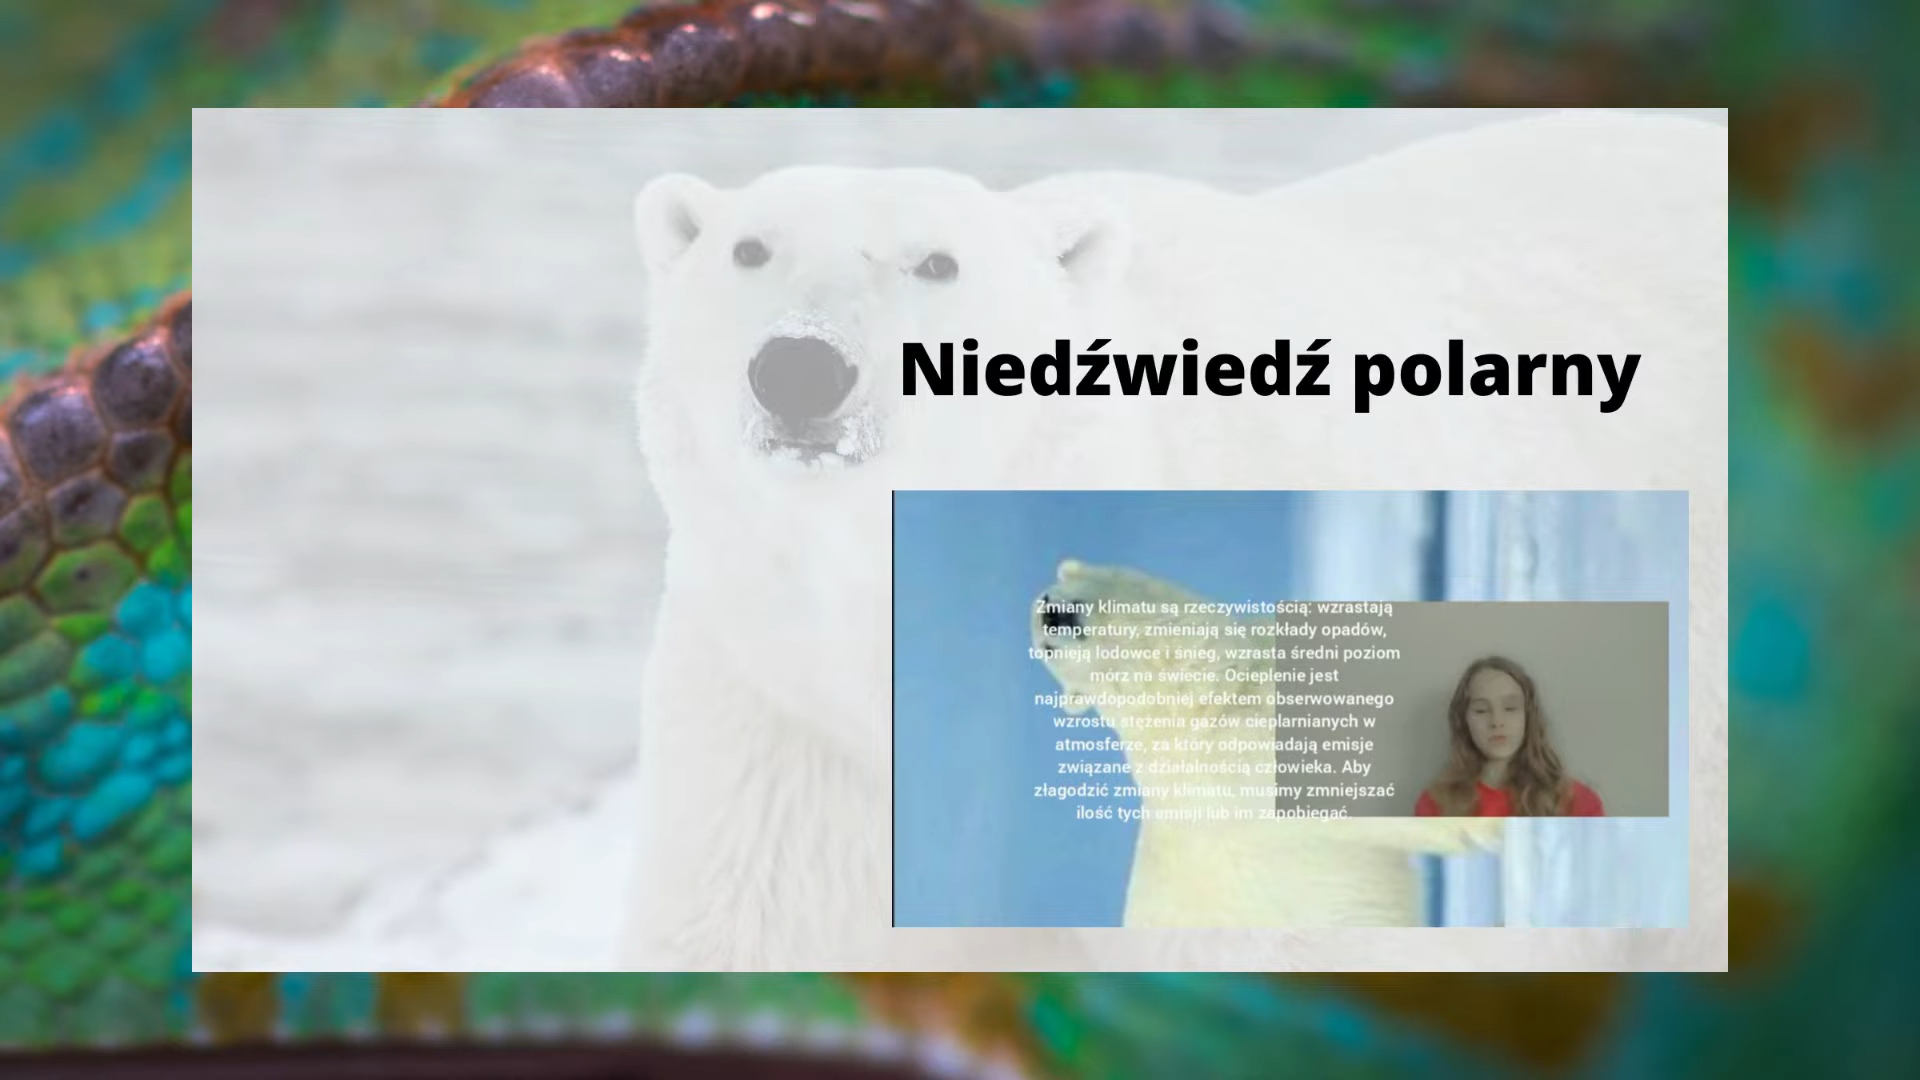 Niedźwiedź polarny
Zmiany klimatu są rzeczywistością: wzrastają
temperatury, zmieniają się rozkłady opadów,
topnieją lodowce i śnieg, wzrasta średni poziom
mórz na świecie. Ocieplenie jest
najprawdopodobniej efektem obserwowanego
wzrostu stężenia gazów cieplarnianych w
atmosferze, za który odpowiadają emisje
związane z działalnością człowieka. Aby
złagodzić zmiany klimatu, musimy zmniejszać
ilość tych emisji lub im zapobiegać.